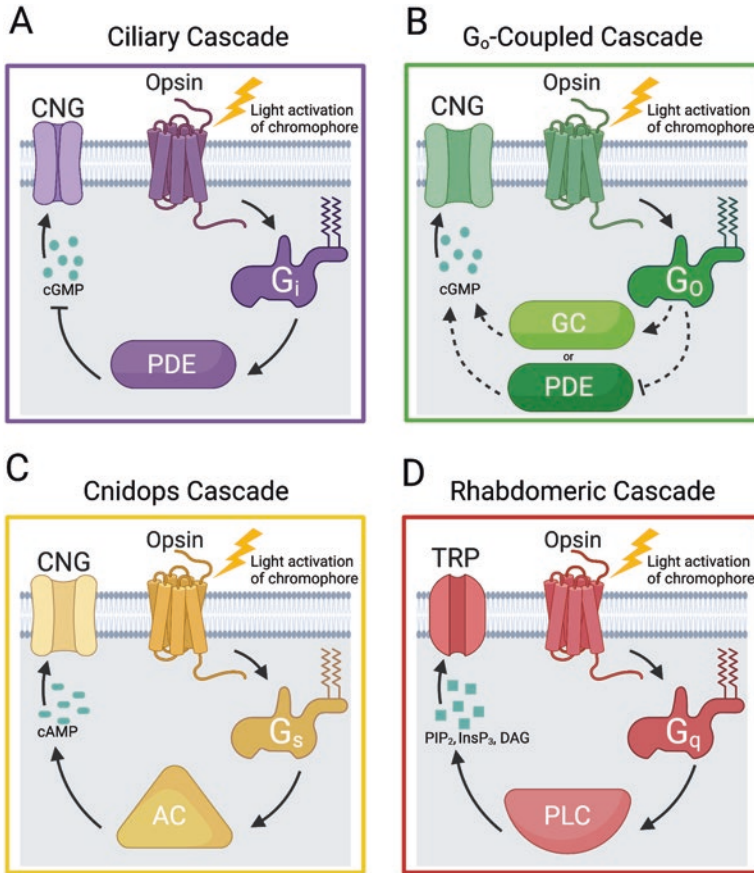 A
Ciliary Cascade
Opsin
CNG
Light activation
of chromophore
cGMP
Gi
PDE
B
Go-Coupled Cascade
Opsin
CNG
Light activation
of chromophore
cGMP
GO
GC
or
PDE
C
Cnidops Cascade
Opsin
CNG
Light activation
of chromophore
cAMP
Gs
AC
D
Rhabdomeric Cascade
Opsin
TRP
Light activation
of chromophore
PIP₂, InsP₃, DAG
Gq
PLC